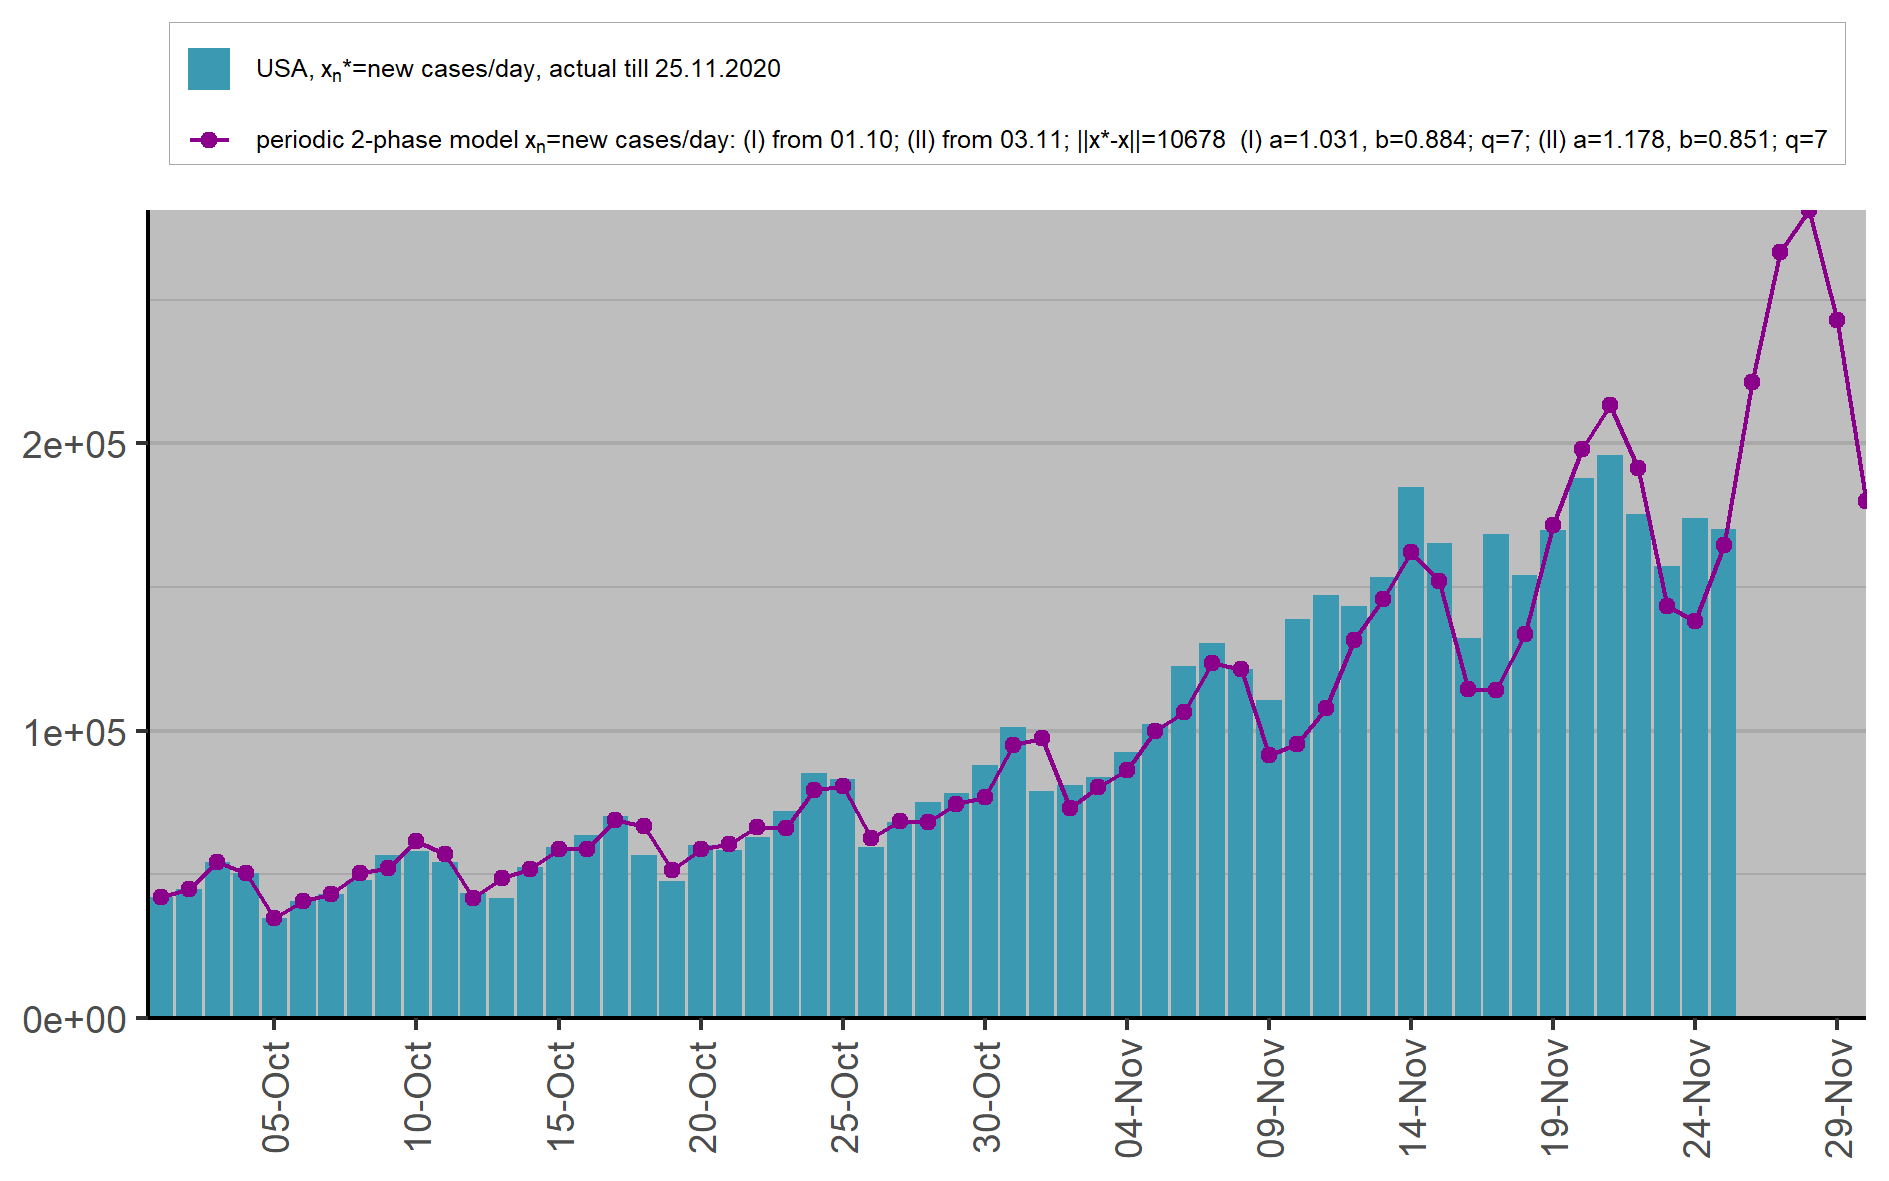 USA, xₙ*=new cases/day, actual till 25.11.2020
periodic 2-phase model xₙ=new cases/day: (I) from 01.10; (II) from 03.11; ||x*-x||=10678  (I) a=1.031, b=0.884; q=7; (II) a=1.178, b=0.851; q=7
2e+05
1e+05
0e+00
05-Oct
10-Oct
15-Oct
20-Oct
25-Oct
30-Oct
04-Nov
09-Nov
14-Nov
19-Nov
24-Nov
29-Nov